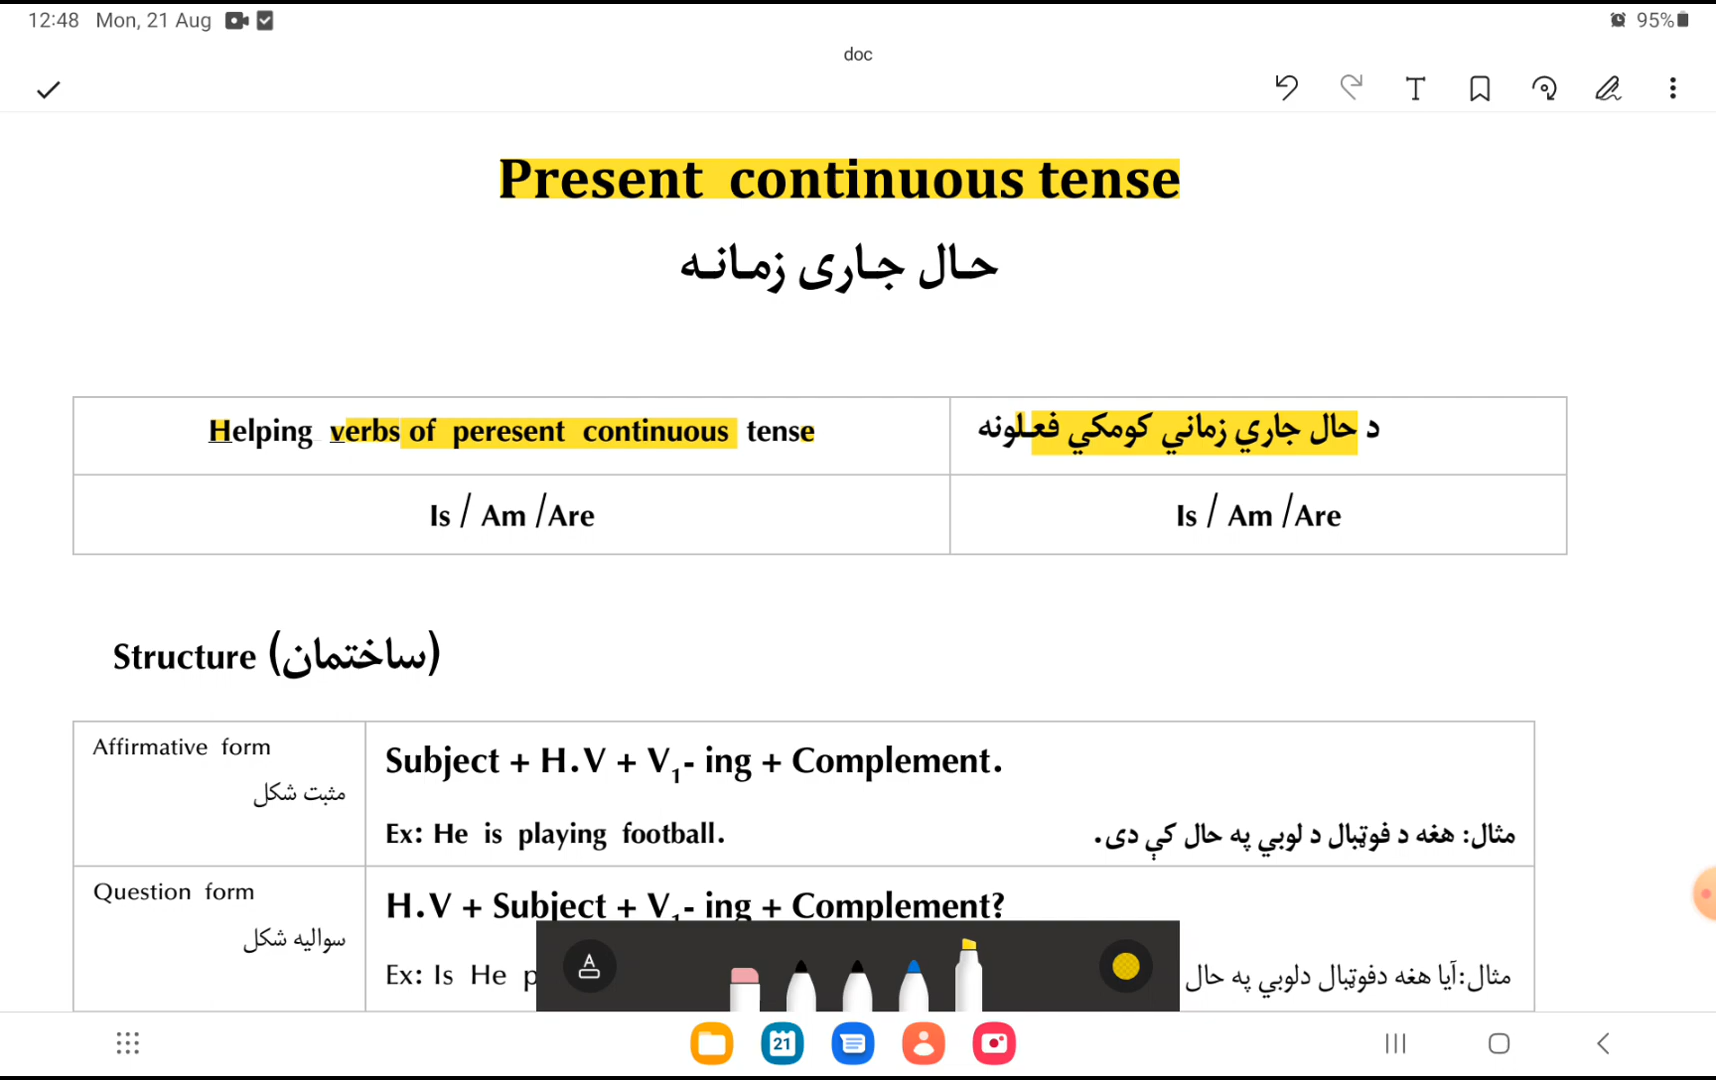 12:48 Mon, 21 Aug 95%
doc
Present continuous tense
حال جاری زمانه
Helping verbs of peresent continuous tense
د حال جاري زماني کومکي فعلونه
Is / Am /Are
Is / Am /Are
Structure (ساختمان)
Affirmative form
مثبت شکل
Subject + H.V + V1- ing + Complement.
Ex: He is playing football.
مثال: هغه د فوټبال د لوبي په حال کې دی.
Question form
سوالیه شکل
H.V + Subject + V1- ing + Complement?
Ex: Is He p
مثال:آیا هغه دفوټبال دلوبي په حال
A
21